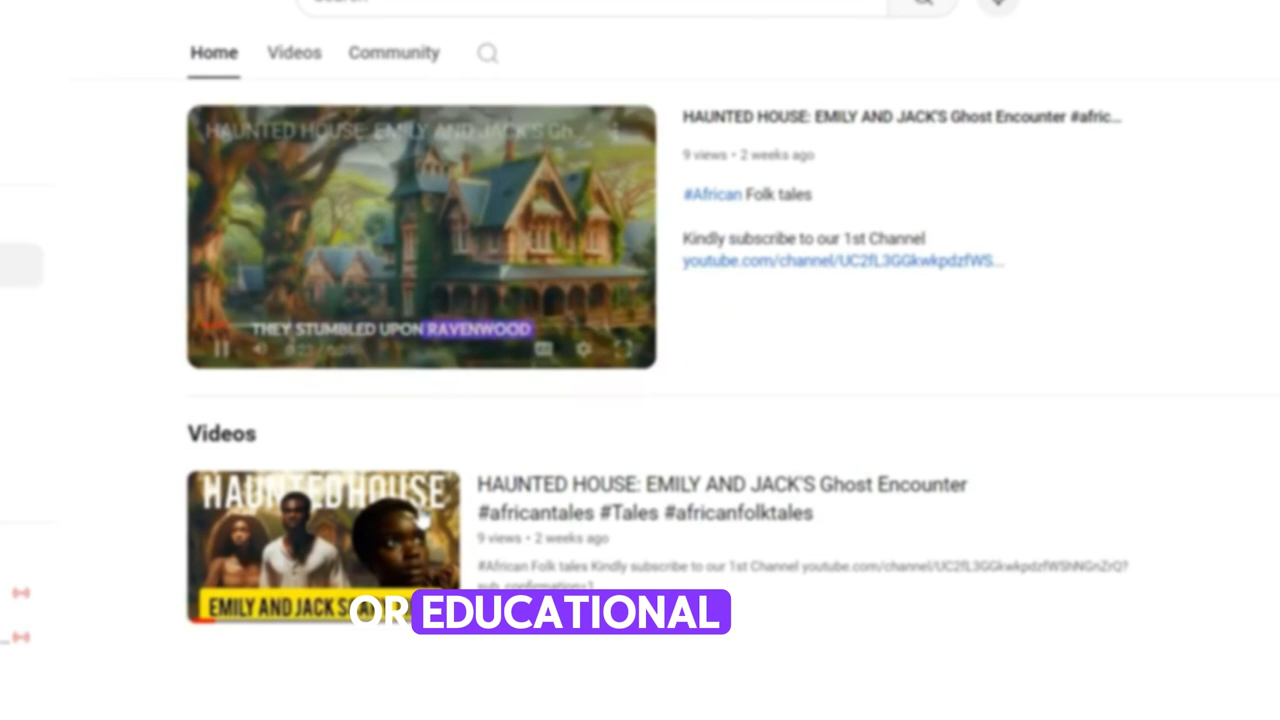 Home Videos Community
HAUNTED HOUSE: EMILY AND JACK'S Gh...
THEY STUMBLED UPON RAVENWOOD
HAUNTED HOUSE: EMILY AND JACK'S Ghost Encounter #afric...
9 views • 2 weeks ago
#African Folk tales
Kindly subscribe to our 1st Channel
youtube.com/channel/UC2fL3GGkwkpdzfWS...
Videos
HAUNTED HOUSE
EMILY AND JACK
HAUNTED HOUSE: EMILY AND JACK'S Ghost Encounter
#africantales #Tales #africanfolktales
9 views • 2 weeks ago
#African Folk tales Kindly subscribe to our 1st Channel youtube.com/channel/UC2fL3GGkwkpdzfWShNGnZrQ?
sub_confirmation=1
OR EDUCATIONAL